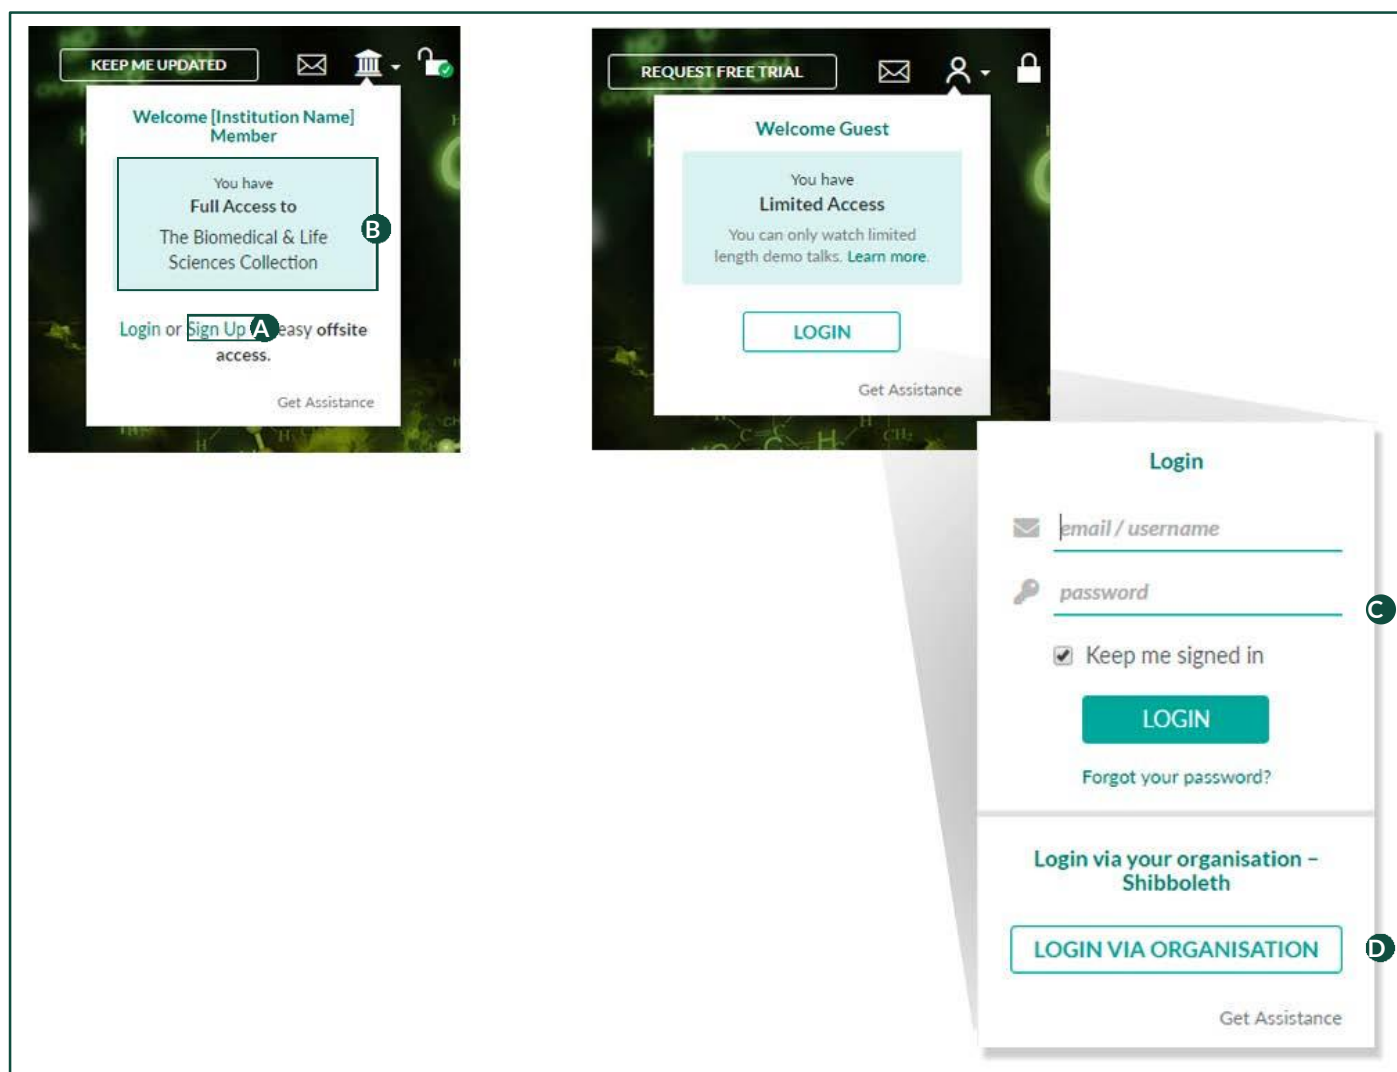 KEEP ME UPDATED
Welcome [Institution Name]
Member
You have
Full Access to
The Biomedical & Life
Sciences Collection
B
Login or Sign Up A easy offsite
access.
Get Assistance
REQUEST FREE TRIAL
Welcome Guest
You have
Limited Access
You can only watch limited
length demo talks. Learn more.
LOGIN
Get Assistance
Login
email / username
password
C
Keep me signed in
LOGIN
Forgot your password?
Login via your organisation –
Shibboleth
LOGIN VIA ORGANISATION
D
Get Assistance